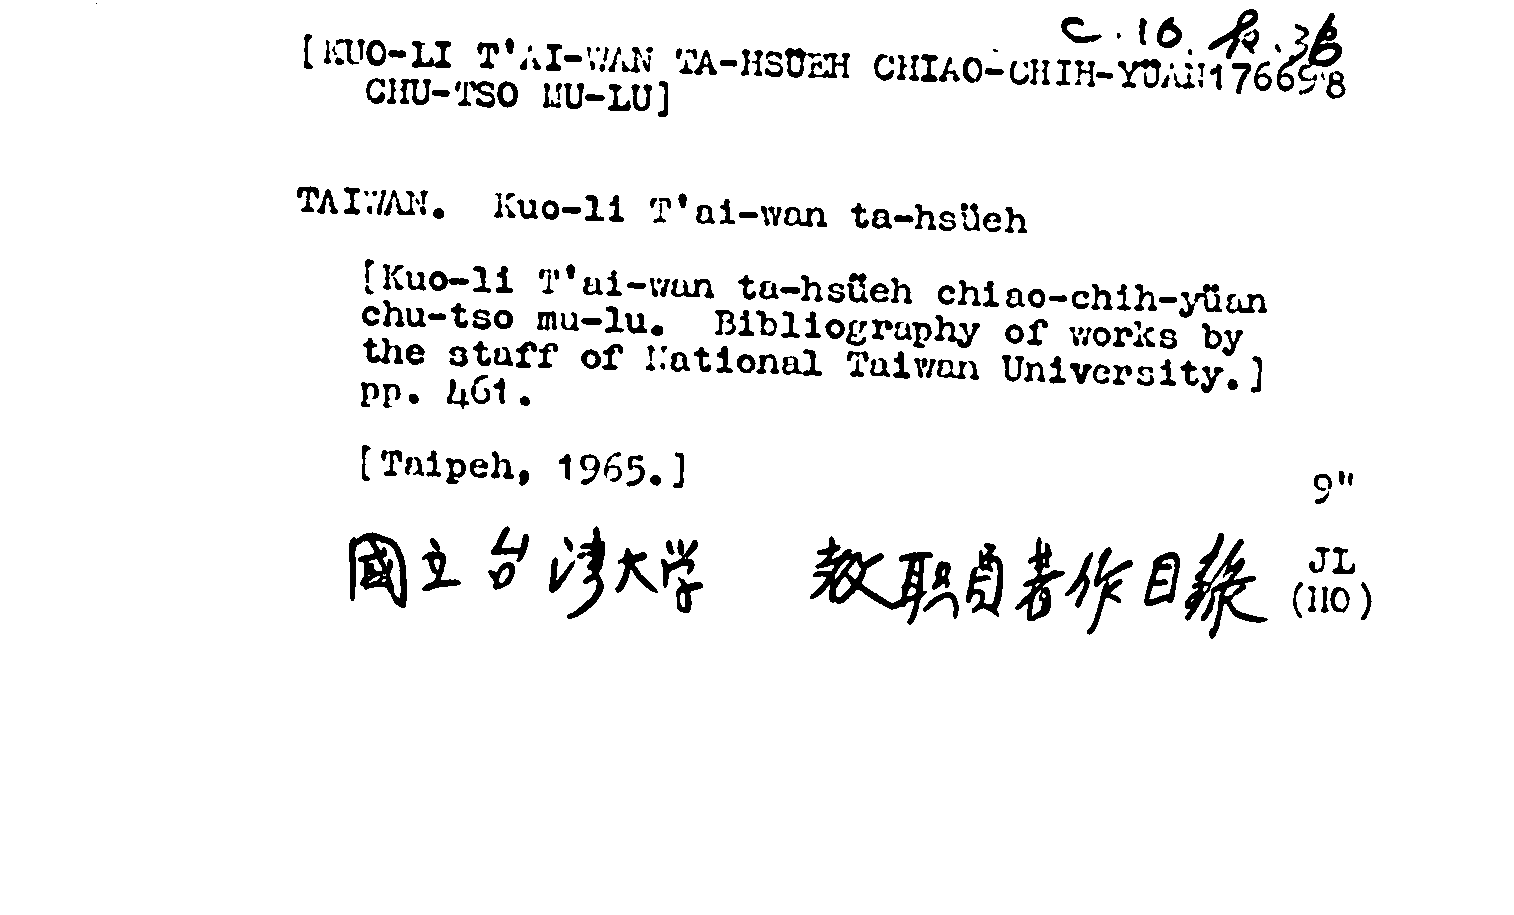 C. 10. 
[KUO-LI T'AI-WAN TA-HSÜEH CHIAO-CHIH-YÜAN 176698
CHU-TSO MU-LU]
TAIWAN. Kuo-li T'ai-wan ta-hsüeh
[Kuo-li T'ai-wan ta-hsüeh chiao-chih-yüan
chu-tso mu-lu. Bibliography of works by
the staff of National Taiwan University.]
pp. 461.
[Taipeh, 1965.]
9"
國立台湾大学 教职員著作目錄
JL
(110)